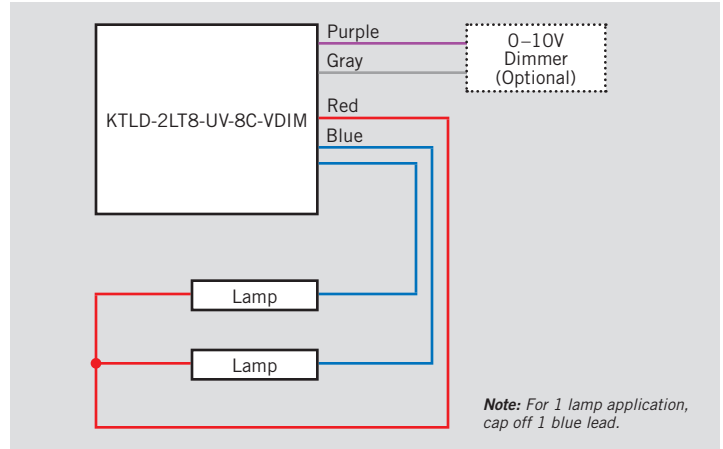 Purple
Gray
0–10V
Dimmer
(Optional)
KTLD-2LT8-UV-8C-VDIM
Red
Blue
Lamp
Lamp
Note: For 1 lamp application,
cap off 1 blue lead.